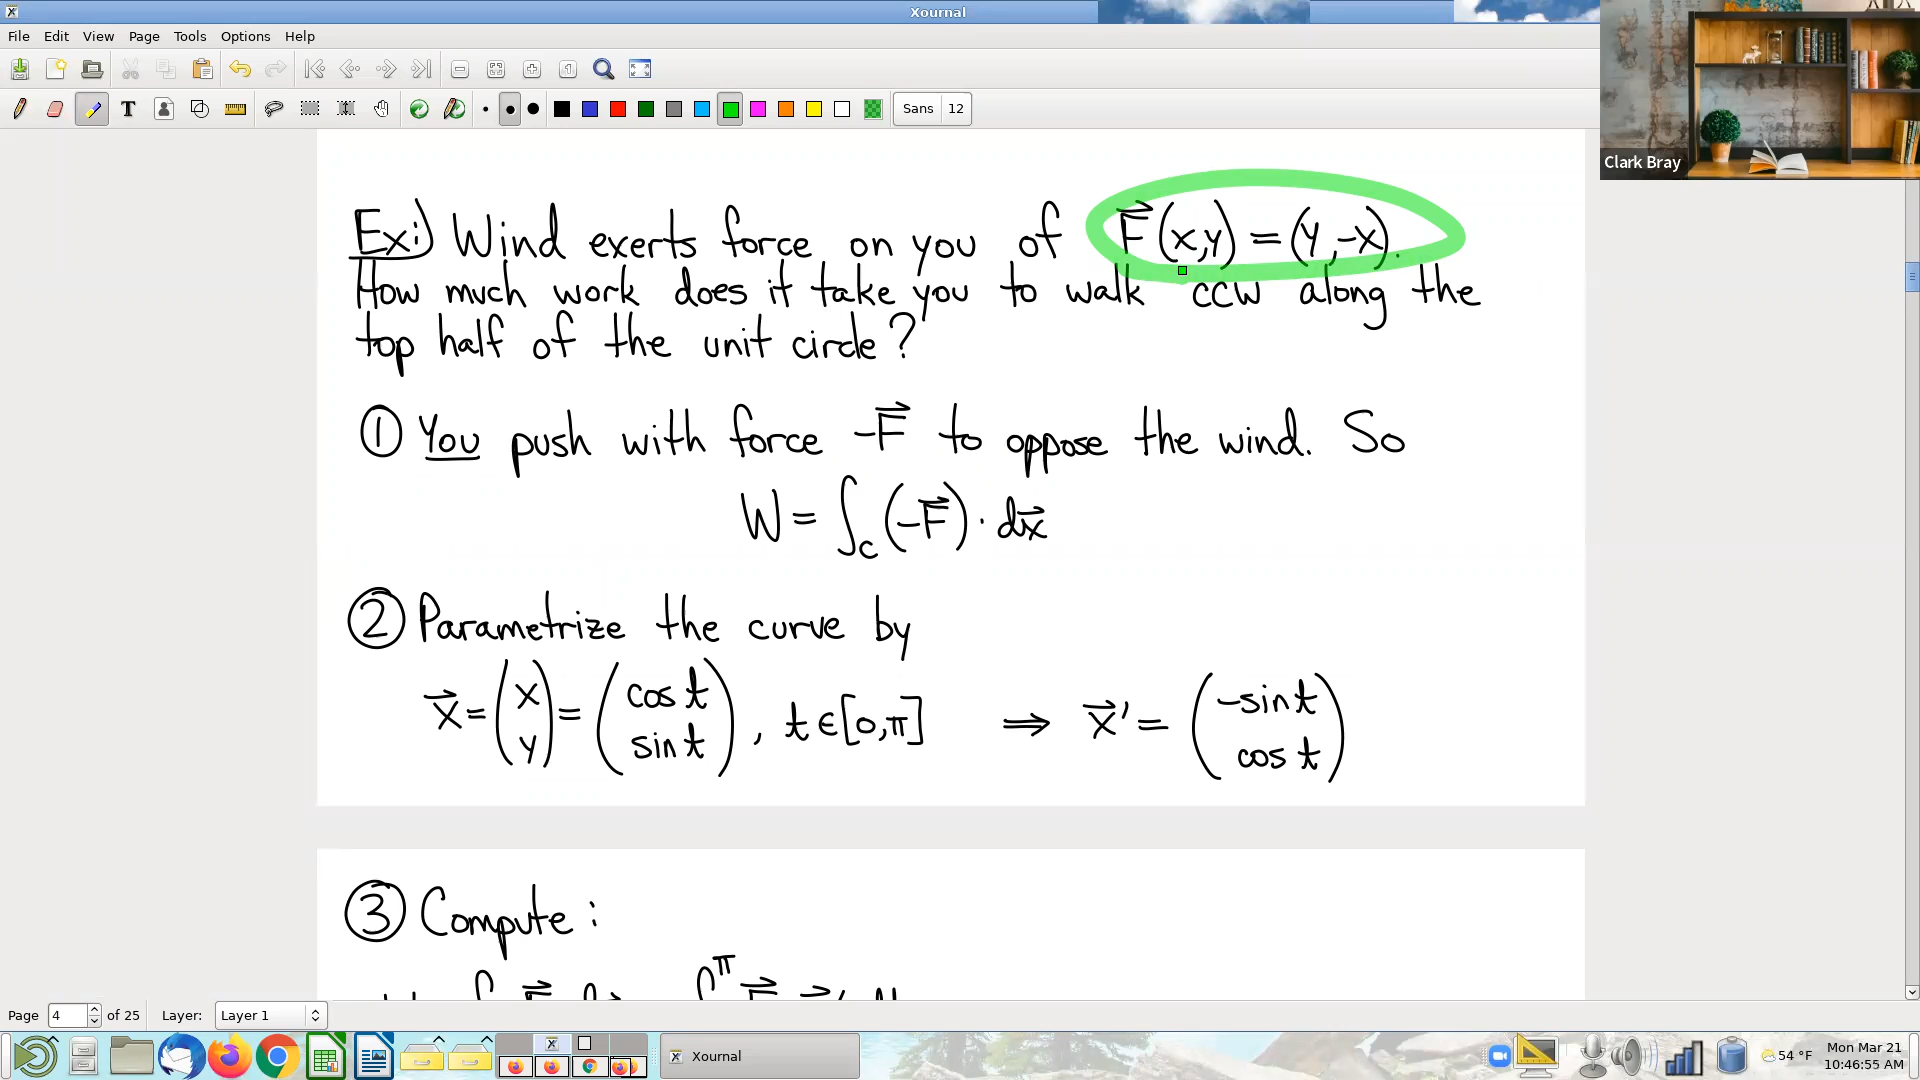 Xournal
File Edit View Page Tools Options Help
Sans 12
Clark Bray
Ex:) Wind exerts force on you of F⃗(x,y) = (y,-x).
How much work does it take you to walk ccw along the
top half of the unit circle?
① You push with force -F⃗ to oppose the wind. So
W = ∫_C (-F⃗) · dx⃗
② Parametrize the curve by
x⃗ = (x y) = (cos t sin t), t ∈ [0,π] ⇒ x⃗' = (-sin t cos t)
③ Compute:
Page 4 of 25 Layer: Layer 1
Xournal
54 °F
Mon Mar 21
10:46:55 AM